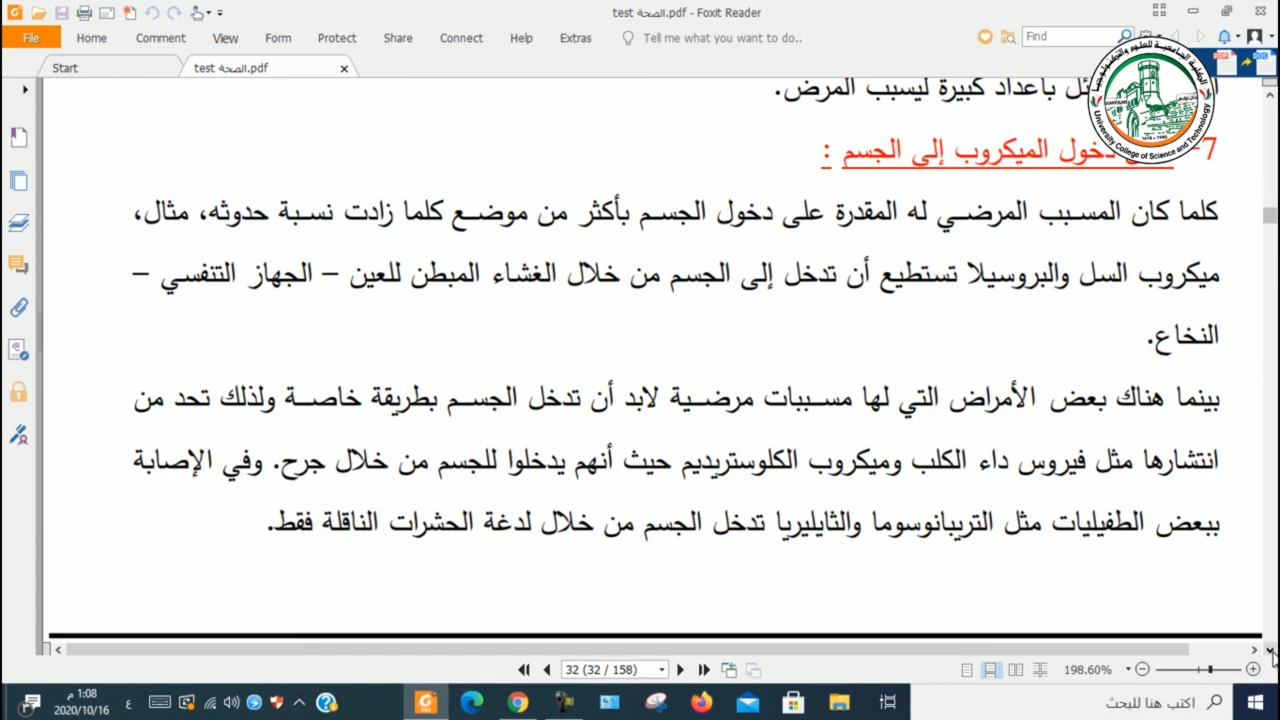 test الصحة.pdf - Foxit Reader
File Home Comment View Form Protect Share Connect Help Extras Tell me what you want to do.. Find
Start test الصحة.pdf
بأعداد كبيرة ليسبب المرض.
7- دخول الميكروب إلى الجسم :
كلما كان المسبب المرضي له المقدرة على دخول الجسم بأكثر من موضع كلما زادت نسبة حدوثه، مثال،
ميكروب السل والبروسيلا تستطيع أن تدخل إلى الجسم من خلال الغشاء المبطن للعين – الجهاز التنفسي –
النخاع.
بينما هناك بعض الأمراض التي لها مسببات مرضية لابد أن تدخل الجسم بطريقة خاصة ولذلك تحد من
انتشارها مثل فيروس داء الكلب وميكروب الكلوستريديم حيث أنهم يدخلوا للجسم من خلال جرح. وفي الإصابة
ببعض الطفيليات مثل التريبانوسوما والثايليريا تدخل الجسم من خلال لدغة الحشرات الناقلة فقط.
الكلية الجامعية للعلوم والتكنولوجيا
University College of Science and Technology
32 (32 / 158) 198.60%
1:08 م
2020/10/16
ع
اكتب هنا للبحث